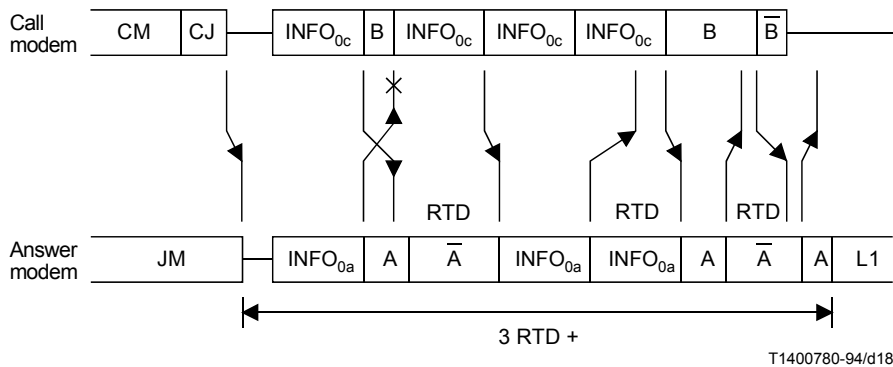 Call modem
CM CJ INFO0c B INFO0c INFO0c INFO0c B B̅
RTD RTD RTD
Answer modem
JM INFO0a A A̅ INFO0a INFO0a A A̅ A L1
3 RTD +
T1400780-94/d18